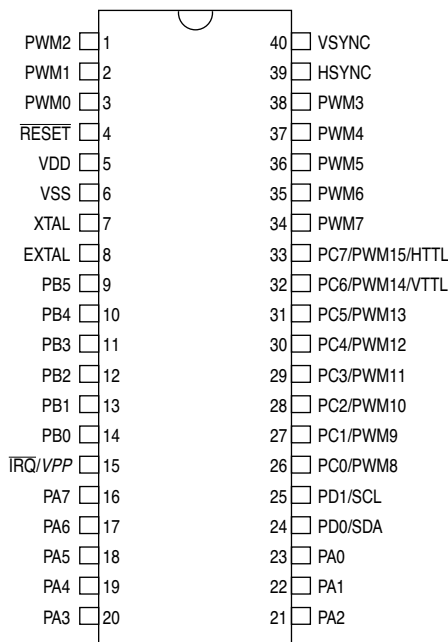 PWM2 1 40 VSYNC
PWM1 2 39 HSYNC
PWM0 3 38 PWM3
RESET 4 37 PWM4
VDD 5 36 PWM5
VSS 6 35 PWM6
XTAL 7 34 PWM7
EXTAL 8 33 PC7/PWM15/HTTL
PB5 9 32 PC6/PWM14/VTTL
PB4 10 31 PC5/PWM13
PB3 11 30 PC4/PWM12
PB2 12 29 PC3/PWM11
PB1 13 28 PC2/PWM10
PB0 14 27 PC1/PWM9
IRQ/VPP 15 26 PC0/PWM8
PA7 16 25 PD1/SCL
PA6 17 24 PD0/SDA
PA5 18 23 PA0
PA4 19 22 PA1
PA3 20 21 PA2